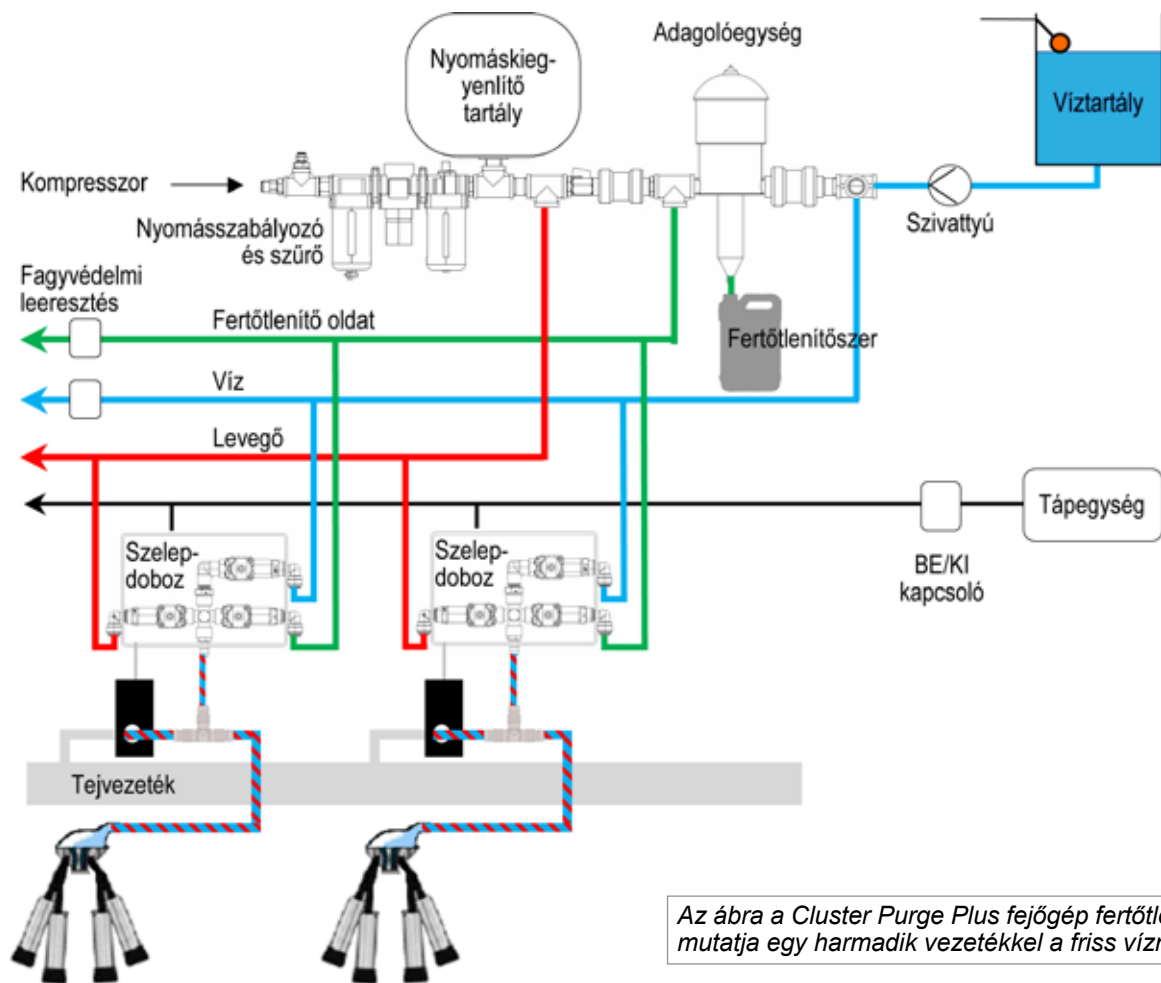 Nyomáskieg-
yenlítő
tartály
Adagolóegység
Víztartály
Kompresszor
Szivattyú
Nyomásszabályozó
és szűrő
Fagyvédelmi
leeresztés
Fertőtlenítő oldat
Fertőtlenítőszer
Víz
Levegő
Tápegység
BE/KI
kapcsoló
Szelep-
doboz
Szelep-
doboz
Tejvezeték
Az ábra a Cluster Purge Plus fejőgép
mutatja egy harmadik vezetékkel a friss